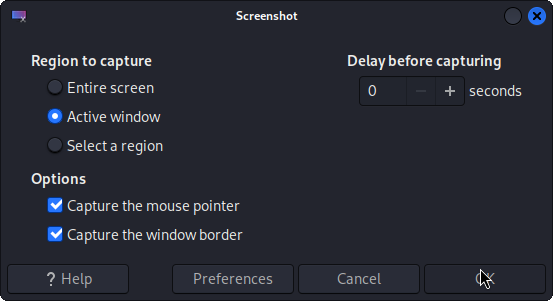 Screenshot
Region to capture
Entire screen
Active window
Select a region
Delay before capturing
0 seconds
Options
Capture the mouse pointer
Capture the window border
? Help
Preferences
Cancel
OK